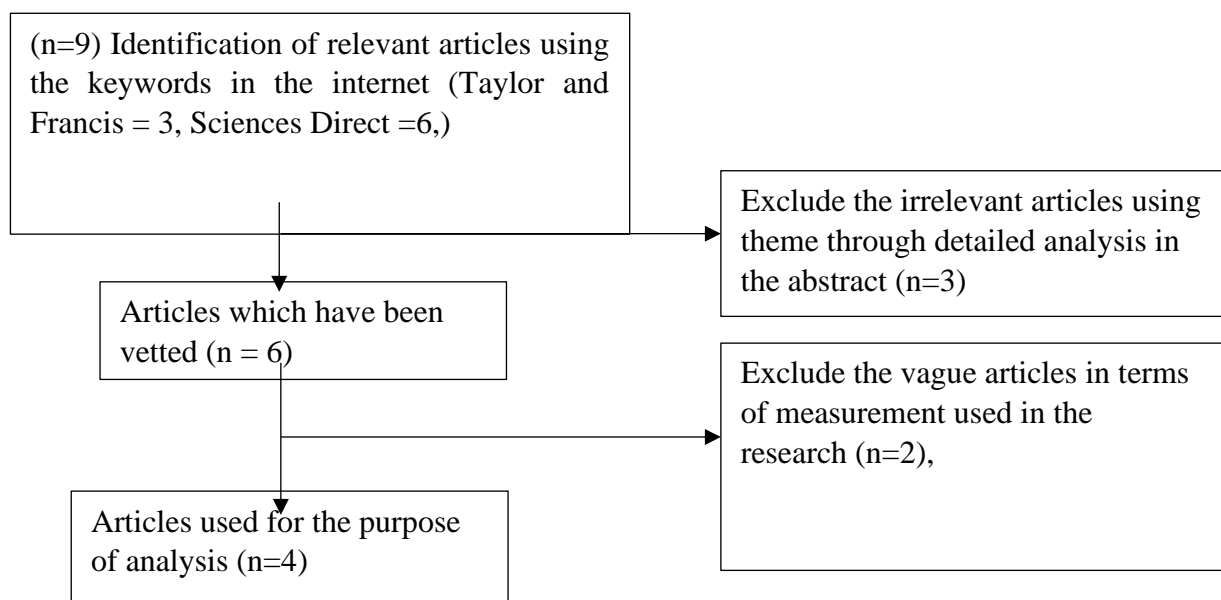 (n=9) Identification of relevant articles using
the keywords in the internet (Taylor and
Francis = 3, Sciences Direct =6,)
Exclude the irrelevant articles using
theme through detailed analysis in
the abstract (n=3)
Articles which have been
vetted (n = 6)
Exclude the vague articles in terms
of measurement used in the
research (n=2),
Articles used for the purpose
of analysis (n=4)